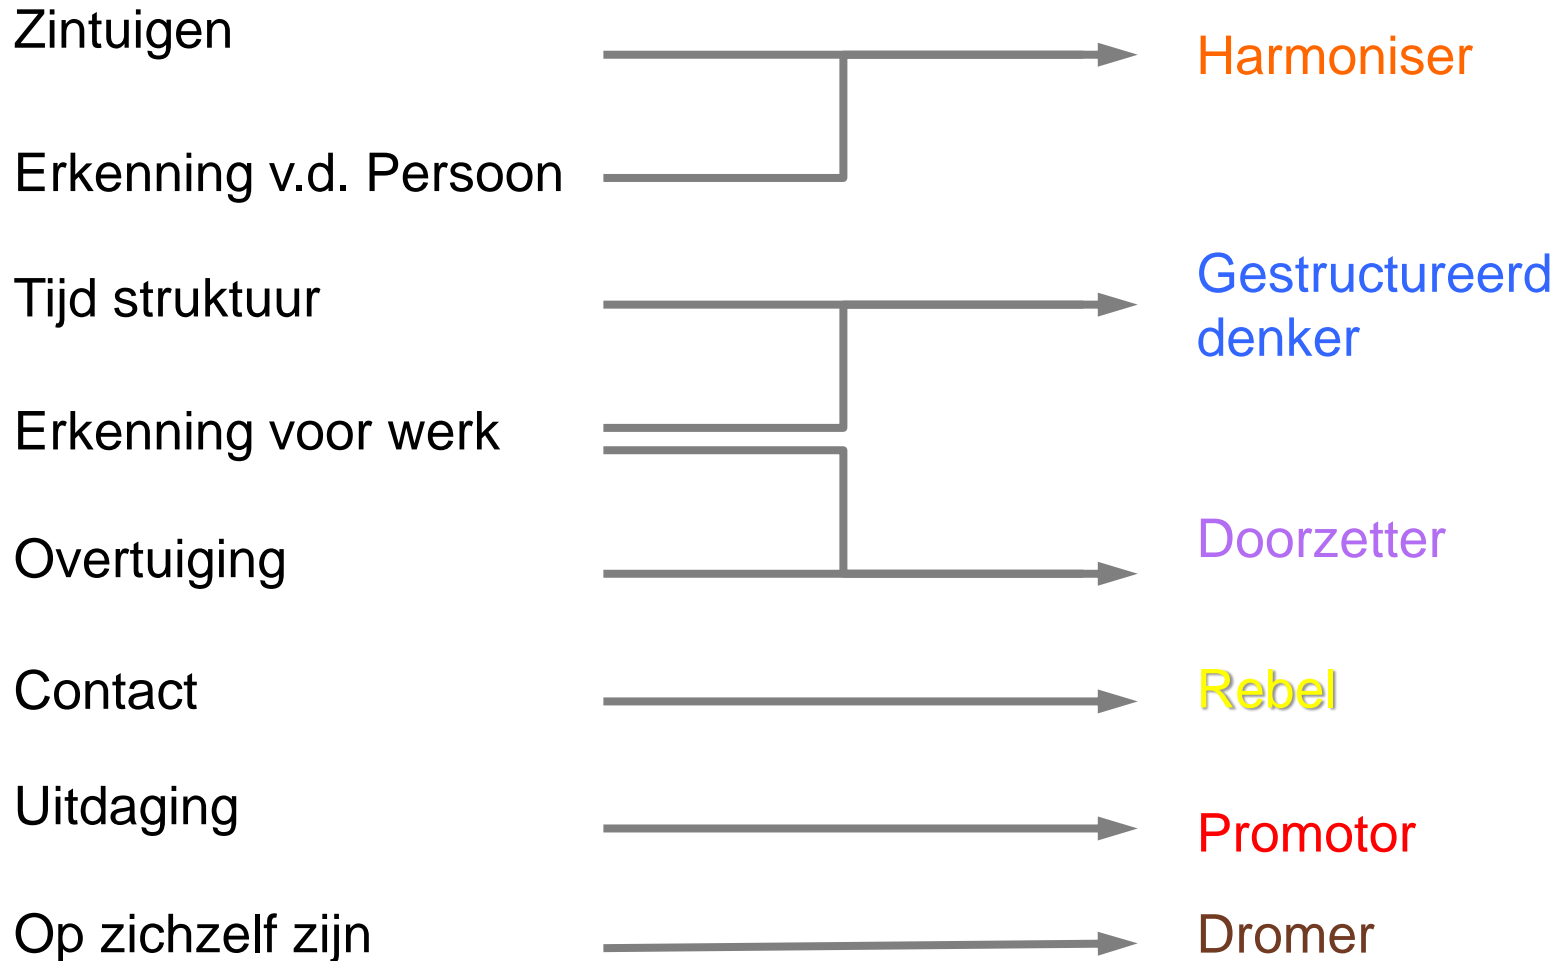 Zintuigen
Harmoniser
Erkenning v.d. Persoon
Tijd struktuur
Gestructureerd
denker
Erkenning voor werk
Overtuiging
Doorzetter
Contact
Rebel
Uitdaging
Promotor
Op zichzelf zijn
Dromer